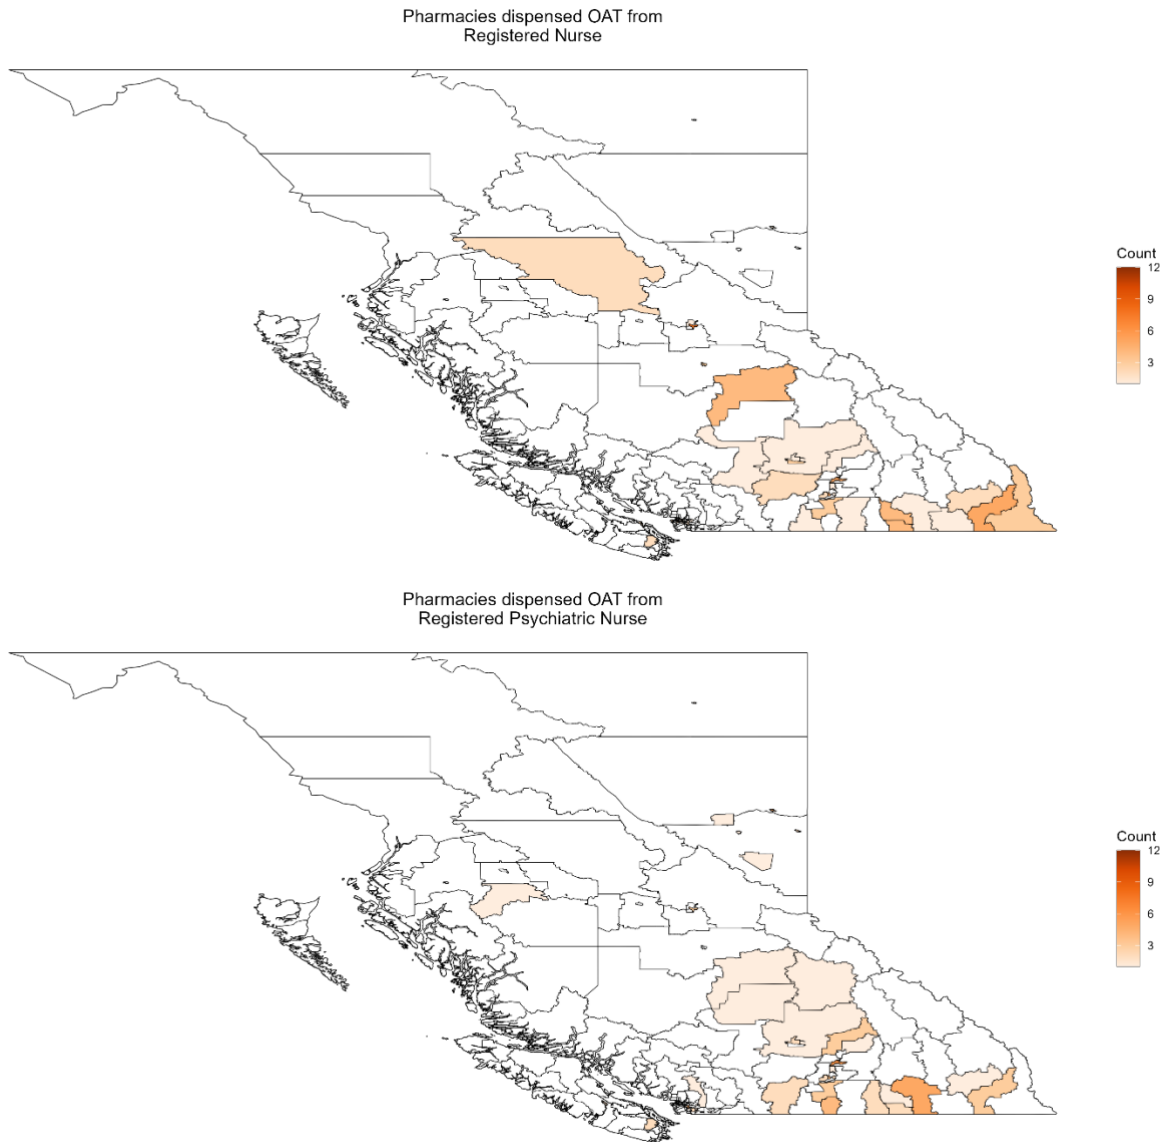 Pharmacies dispensed OAT from
Registered Nurse
Count
12
9
6
3
Pharmacies dispensed OAT from
Registered Psychiatric Nurse
Count
12
9
6
3